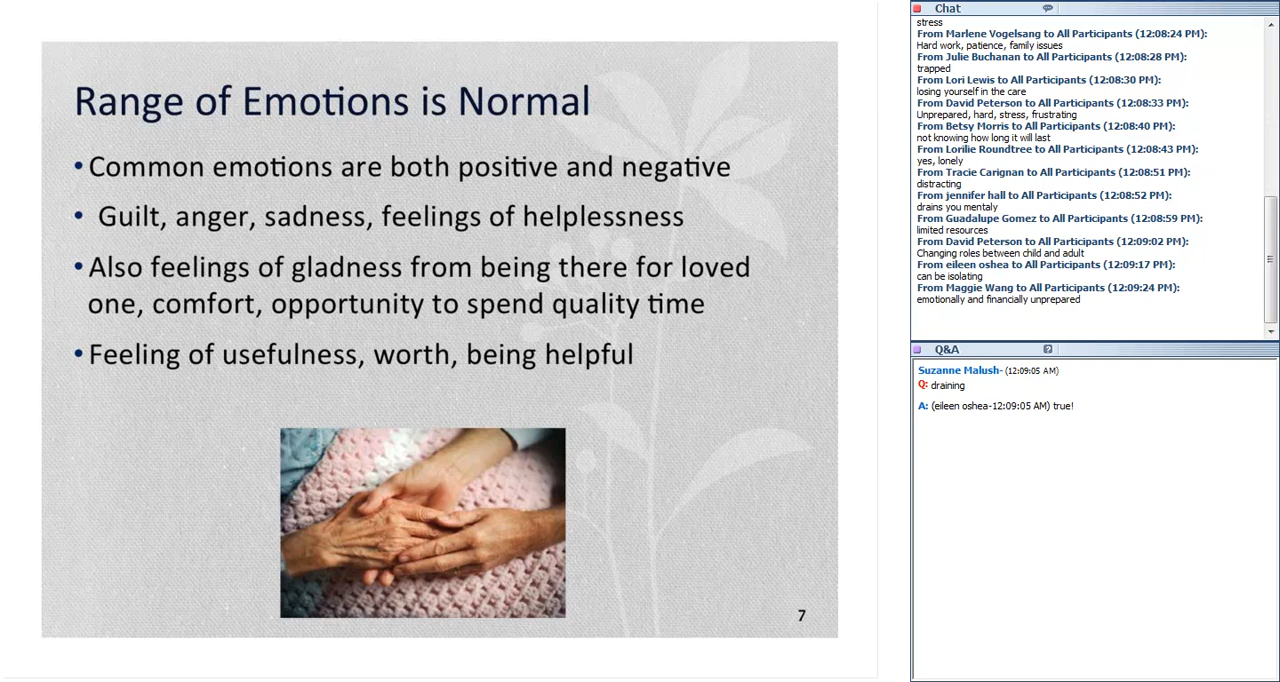 Range of Emotions is Normal
• Common emotions are both positive and negative
• Guilt, anger, sadness, feelings of helplessness
• Also feelings of gladness from being there for loved
one, comfort, opportunity to spend quality time
• Feeling of usefulness, worth, being helpful
7
Chat
stress
From Marlene Vogelsang to All Participants (12:08:24 PM):
Hard work, patience, family issues
From Julie Buchanan to All Participants (12:08:28 PM):
trapped
From Lori Lewis to All Participants (12:08:30 PM):
losing yourself in the care
From David Peterson to All Participants (12:08:33 PM):
Unprepared, hard, stress, frustrating
From Betsy Morris to All Participants (12:08:40 PM):
not knowing how long it will last
From Lorilie Roundtree to All Participants (12:08:43 PM):
yes, lonely
From Tracie Carignan to All Participants (12:08:51 PM):
distracting
From jennifer hall to All Participants (12:08:52 PM):
drains you mentaly
From Guadalupe Gomez to All Participants (12:08:59 PM):
limited resources
From David Peterson to All Participants (12:09:02 PM):
Changing roles between child and adult
From eileen oshea to All Participants (12:09:17 PM):
can be isolating
From Maggie Wang to All Participants (12:09:24 PM):
emotionally and financially unprepared
Q&A
Suzanne Malush- (12:09:05 AM)
Q: draining
A: (eileen oshea-12:09:05 AM) true!